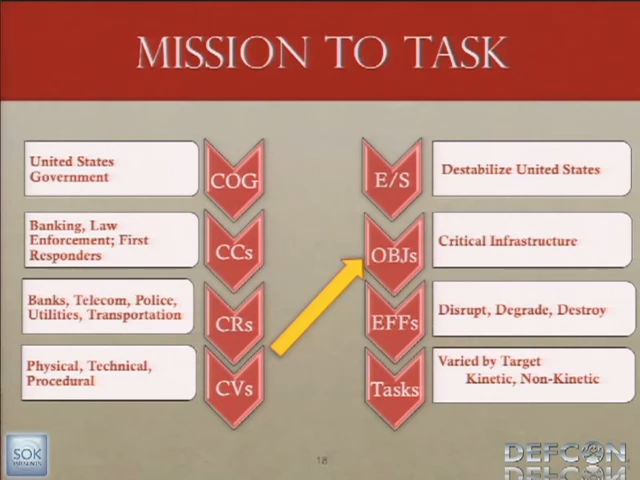 MISSION TO TASK
United States
Government
COG
Banking, Law
Enforcement; First
Responders
CCs
Banks, Telecom, Police,
Utilities, Transportation
CRs
Physical, Technical,
Procedural
CVs
E/S
Destabilize United States
OBJs
Critical Infrastructure
EFFs
Disrupt, Degrade, Destroy
Tasks
Varied by Target
Kinetic, Non-Kinetic
SOK
18
DEFCON